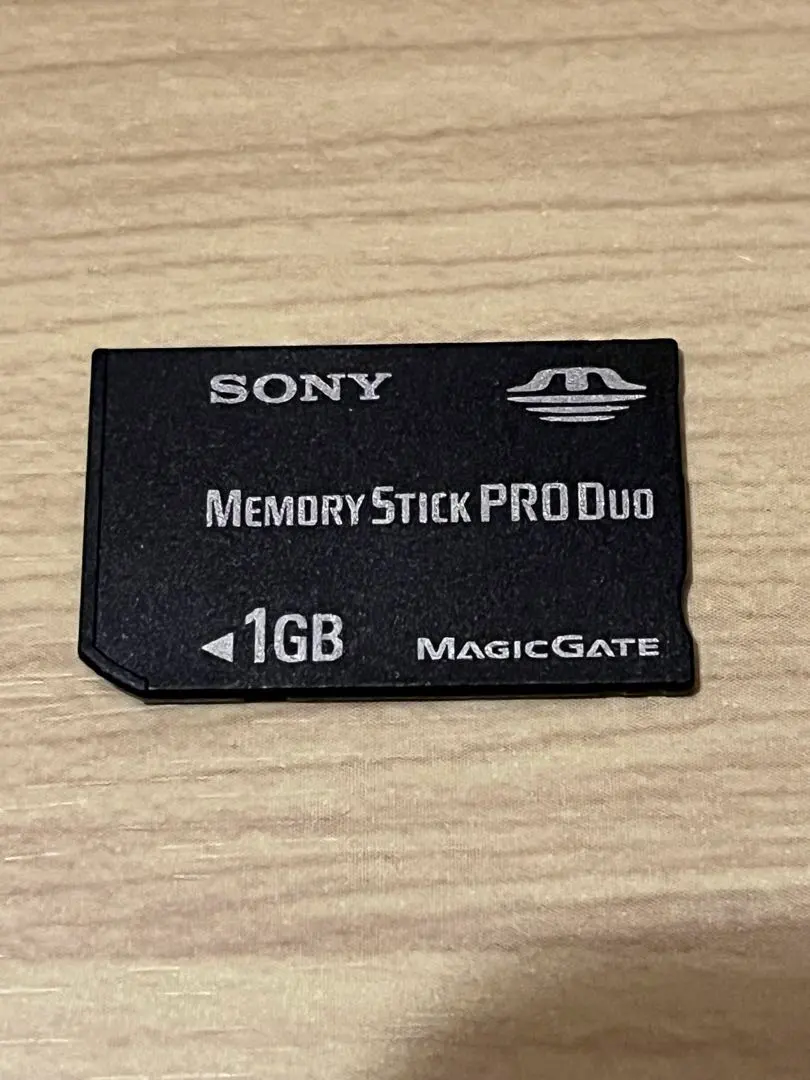 SONY
MEMORY STICK PRO DUO
1GB MAGICGATE